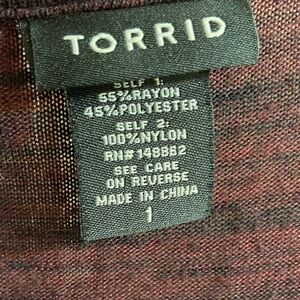 TORRID
SELF 1:
55%RAYON
45%POLYESTER
SELF 2:
100%NYLON
RN#148862
SEE CARE
ON REVERSE
MADE IN CHINA
1